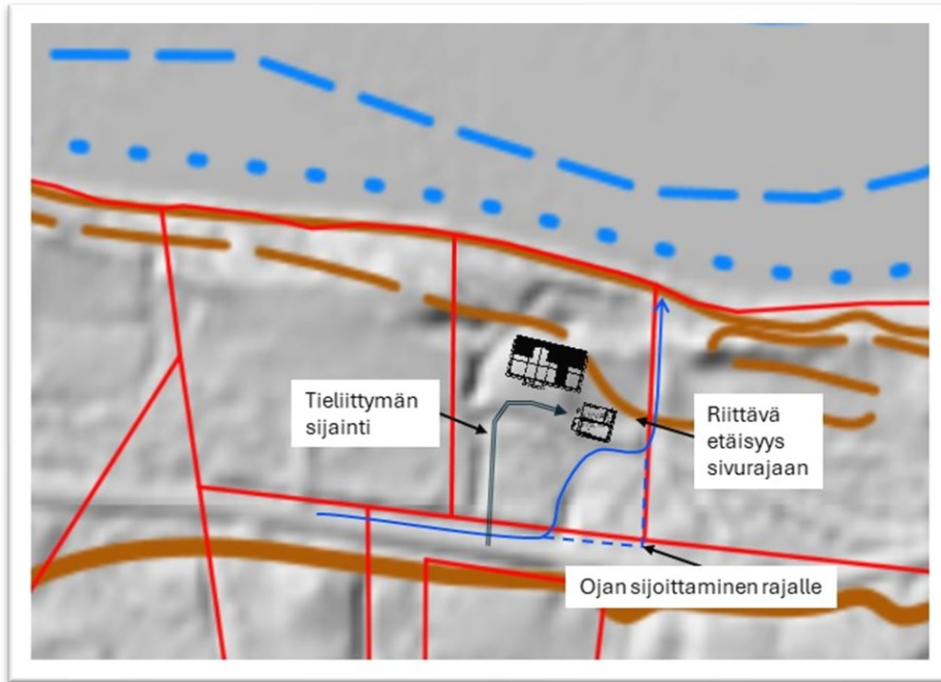 Tieliittymän
sijainti
Riittävä
etäisyys
sivurajaan
Ojan sijoittaminen rajalle